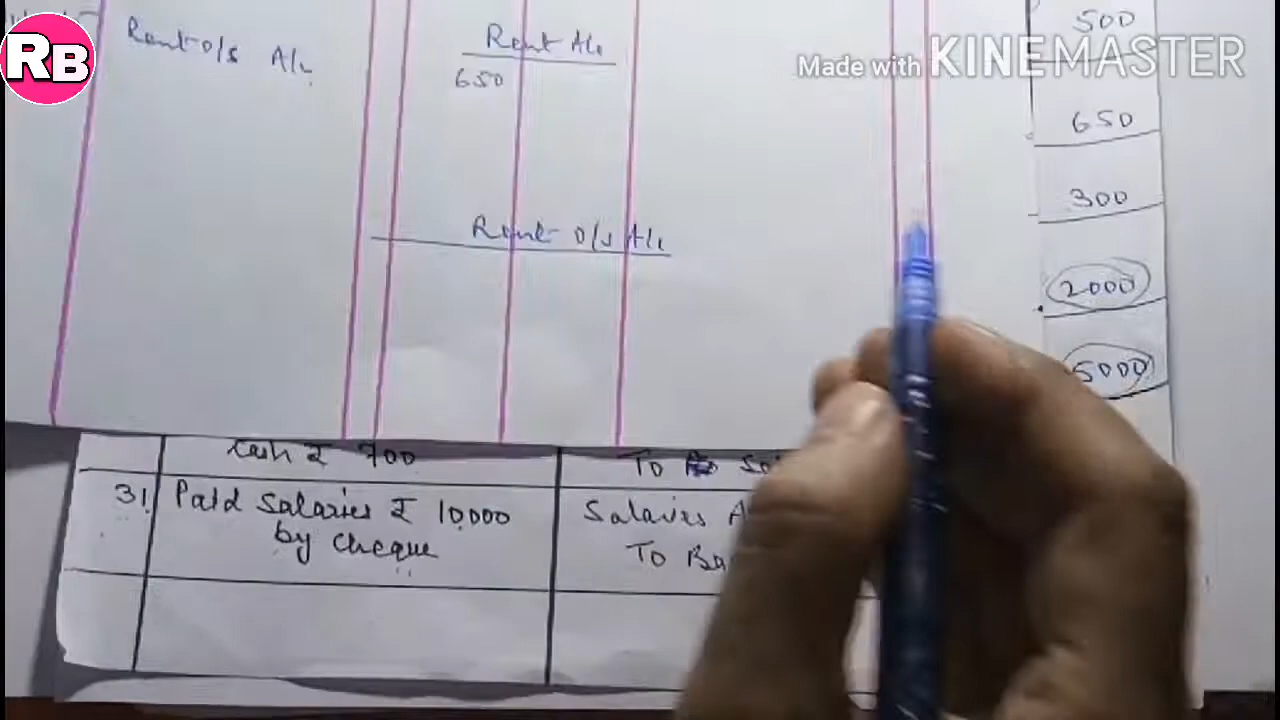 RB
Made with KINEMASTER
Rent o/s A/c
Rent A/c
650
Rent o/s A/c
500
650
300
2000
5000
Cash ₹ 700
To
31
Paid Salaries ₹ 10,000
by cheque
Salaries
To